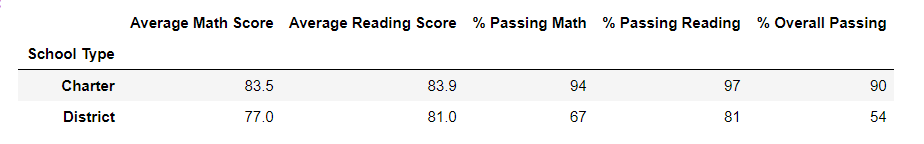 Average Math Score Average Reading Score % Passing Math % Passing Reading % Overall Passing
School Type
Charter 83.5 83.9 94 97 90
District 77.0 81.0 67 81 54